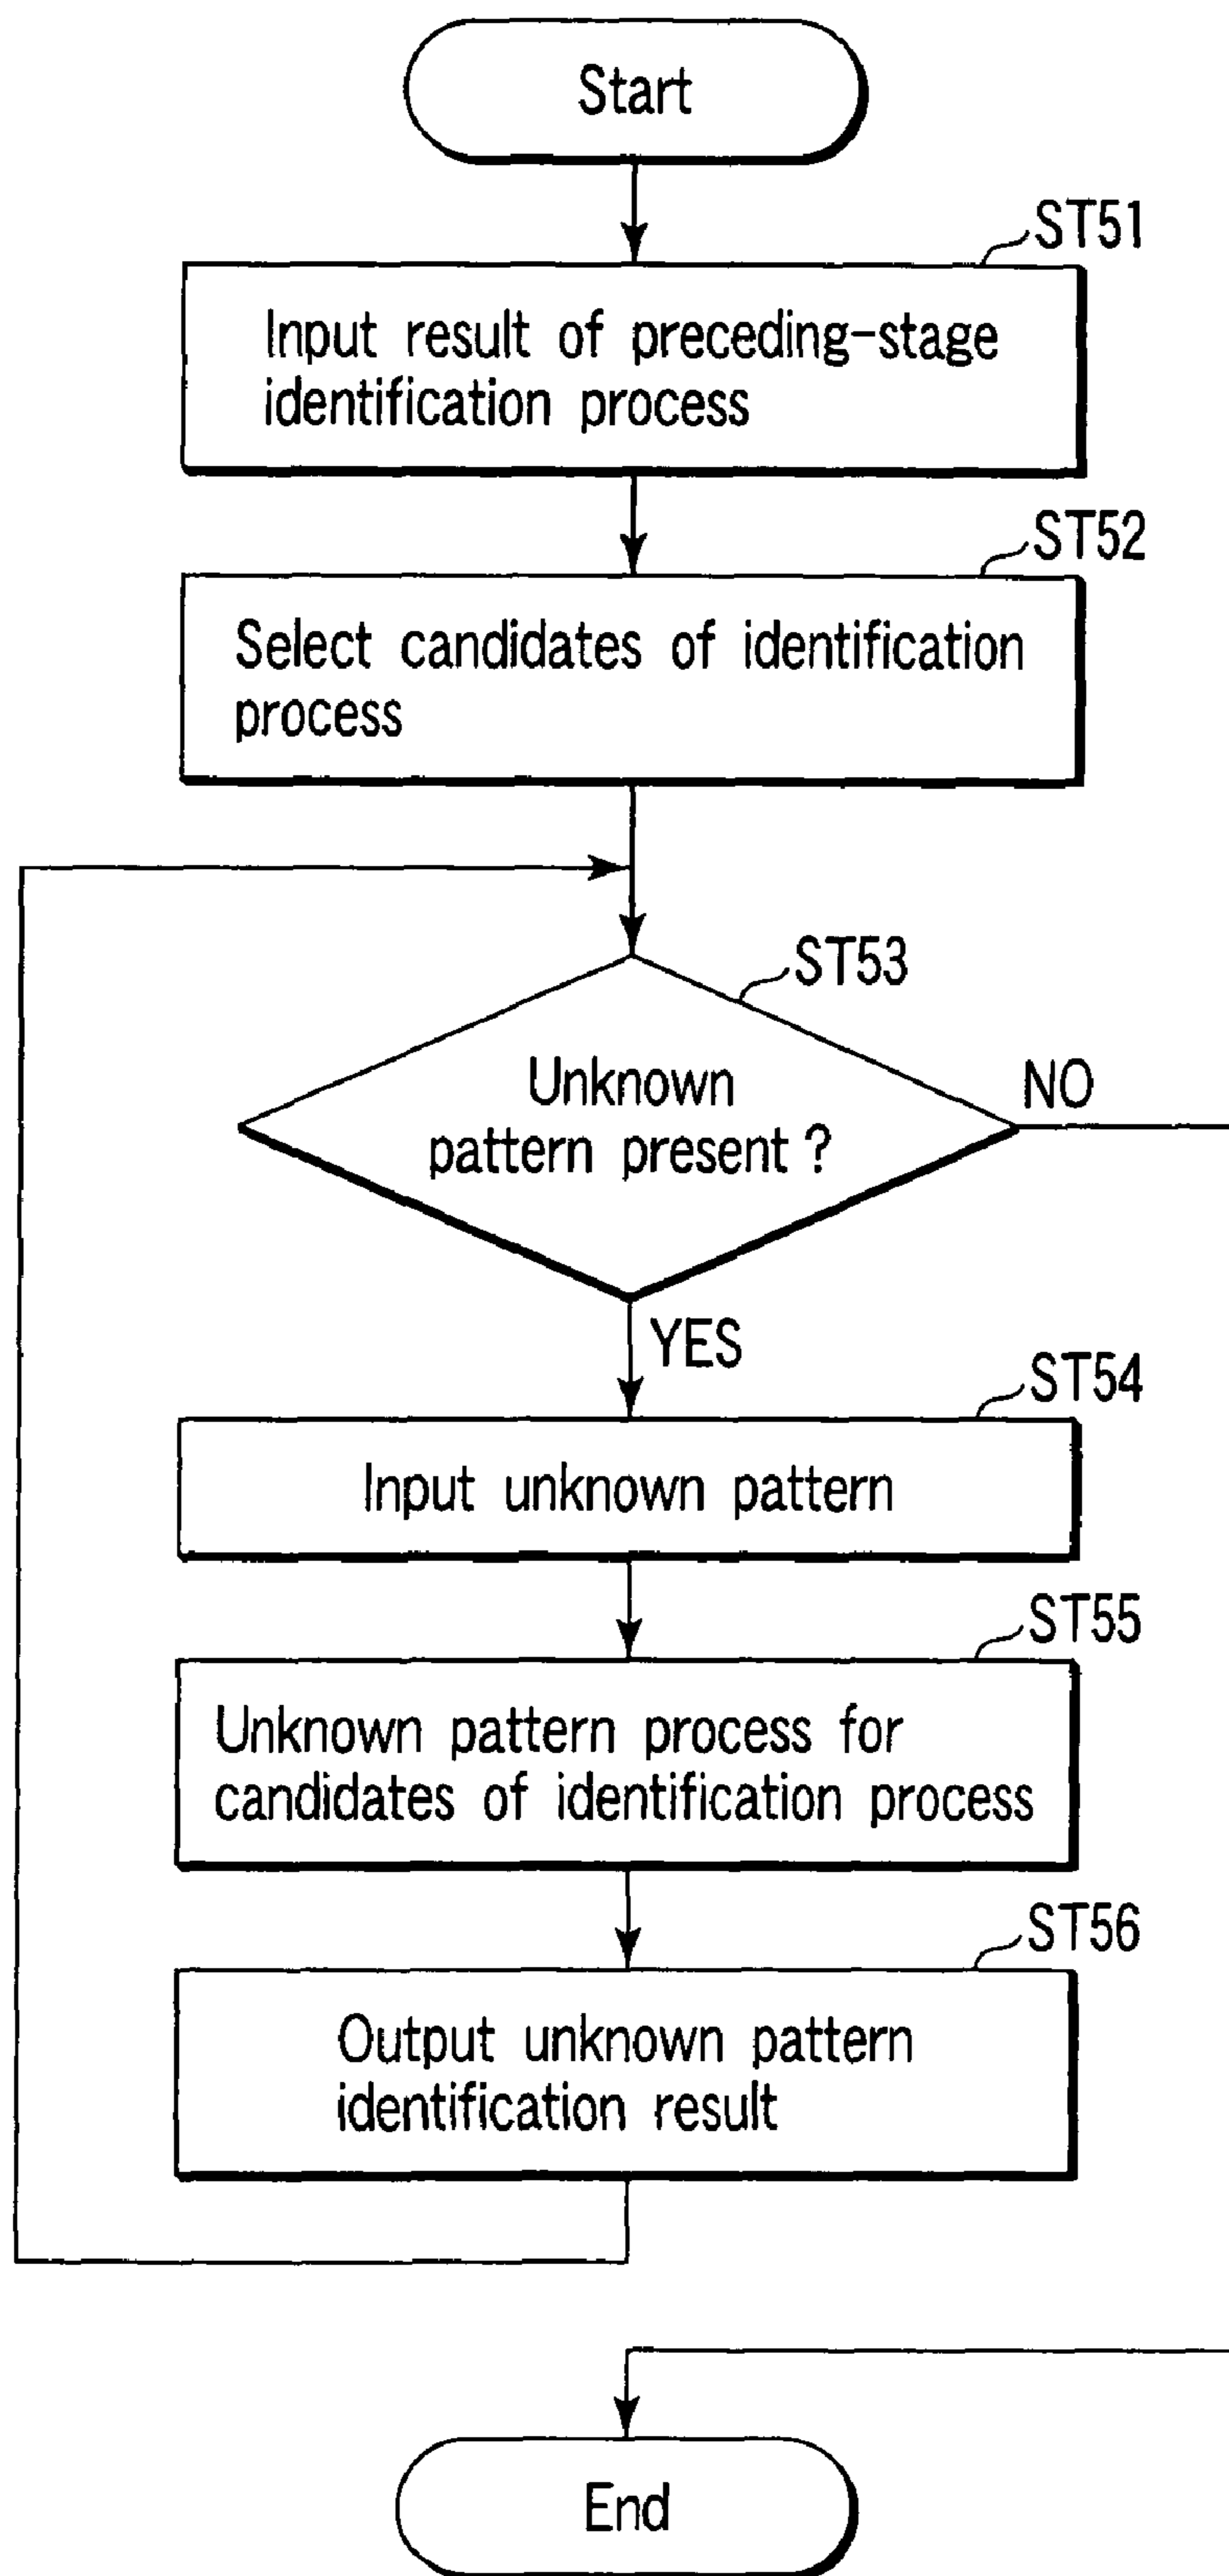 Start
ST51
Input result of preceding-stage
identification process
ST52
Select candidates of identification
process
ST53
Unknown
pattern present ?
NO
YES
ST54
Input unknown pattern
ST55
Unknown pattern process for
candidates of identification process
ST56
Output unknown pattern
identification result
End